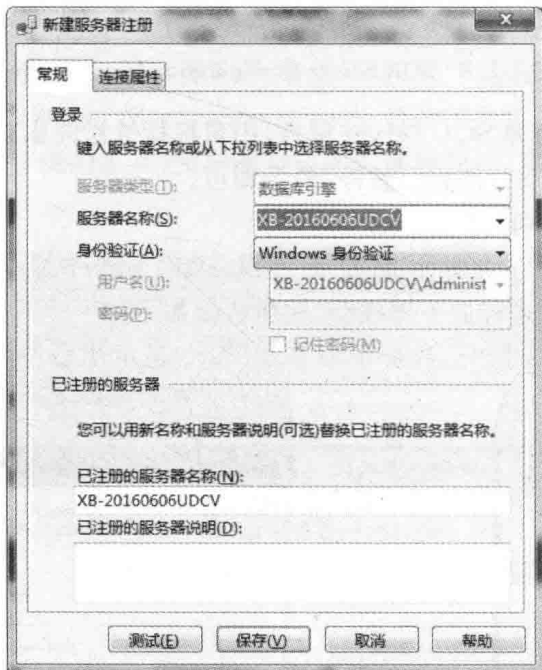 新建服务器注册
常规
连接属性
登录
键入服务器名称或从下拉列表中选择服务器名称。
服务器类型(T):
数据库引擎
服务器名称(S):
XB-20160606UDCV
身份验证(A):
Windows 身份验证
用户名(U):
XB-20160606UDCV\Administ
密码(P):
记住密码(M)
已注册的服务器
您可以用新名称和服务器说明(可选)替换已注册的服务器名称。
已注册的服务器名称(N):
XB-20160606UDCV
已注册的服务器说明(D):
测试(E)
保存(V)
取消
帮助